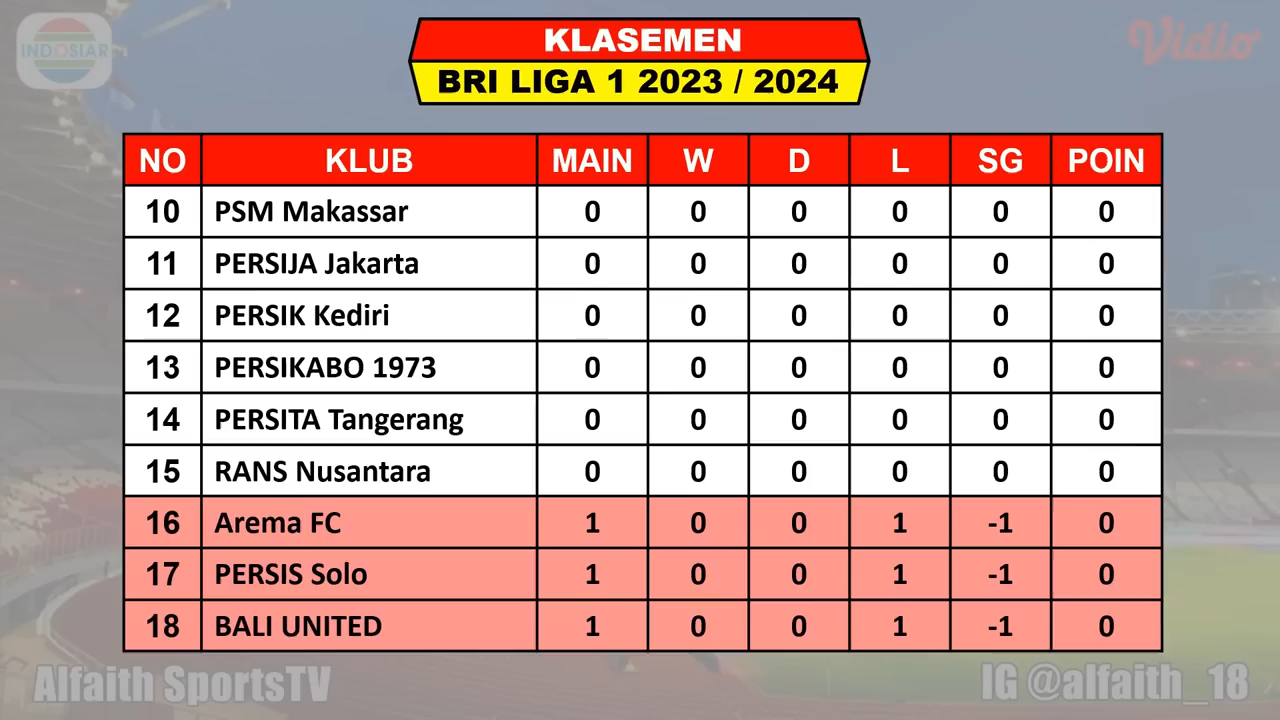 INDOSIAR
Vidio
KLASEMEN
BRI LIGA 1 2023 / 2024
NO KLUB MAIN W D L SG POIN
10 PSM Makassar 0 0 0 0 0 0
11 PERSIJA Jakarta 0 0 0 0 0 0
12 PERSIK Kediri 0 0 0 0 0 0
13 PERSIKABO 1973 0 0 0 0 0 0
14 PERSITA Tangerang 0 0 0 0 0 0
15 RANS Nusantara 0 0 0 0 0 0
16 Arema FC 1 0 0 1 -1 0
17 PERSIS Solo 1 0 0 1 -1 0
18 BALI UNITED 1 0 0 1 -1 0
Alfaith SportsTV
IG @alfaith_18